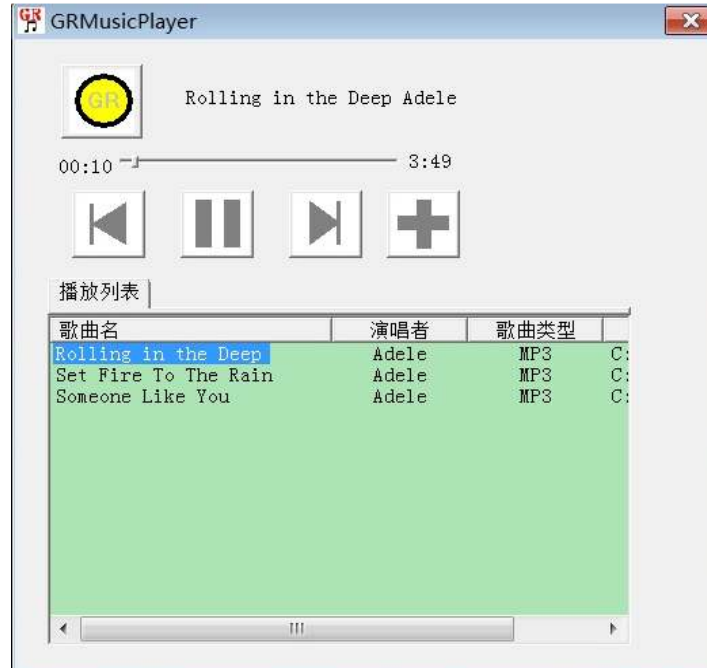 GR GRMusicPlayer
GR Rolling in the Deep Adele
00:10 3:49
播放列表
歌曲名 演唱者 歌曲类型
Rolling in the Deep Adele MP3 C:
Set Fire To The Rain Adele MP3 C:
Someone Like You Adele MP3 C: